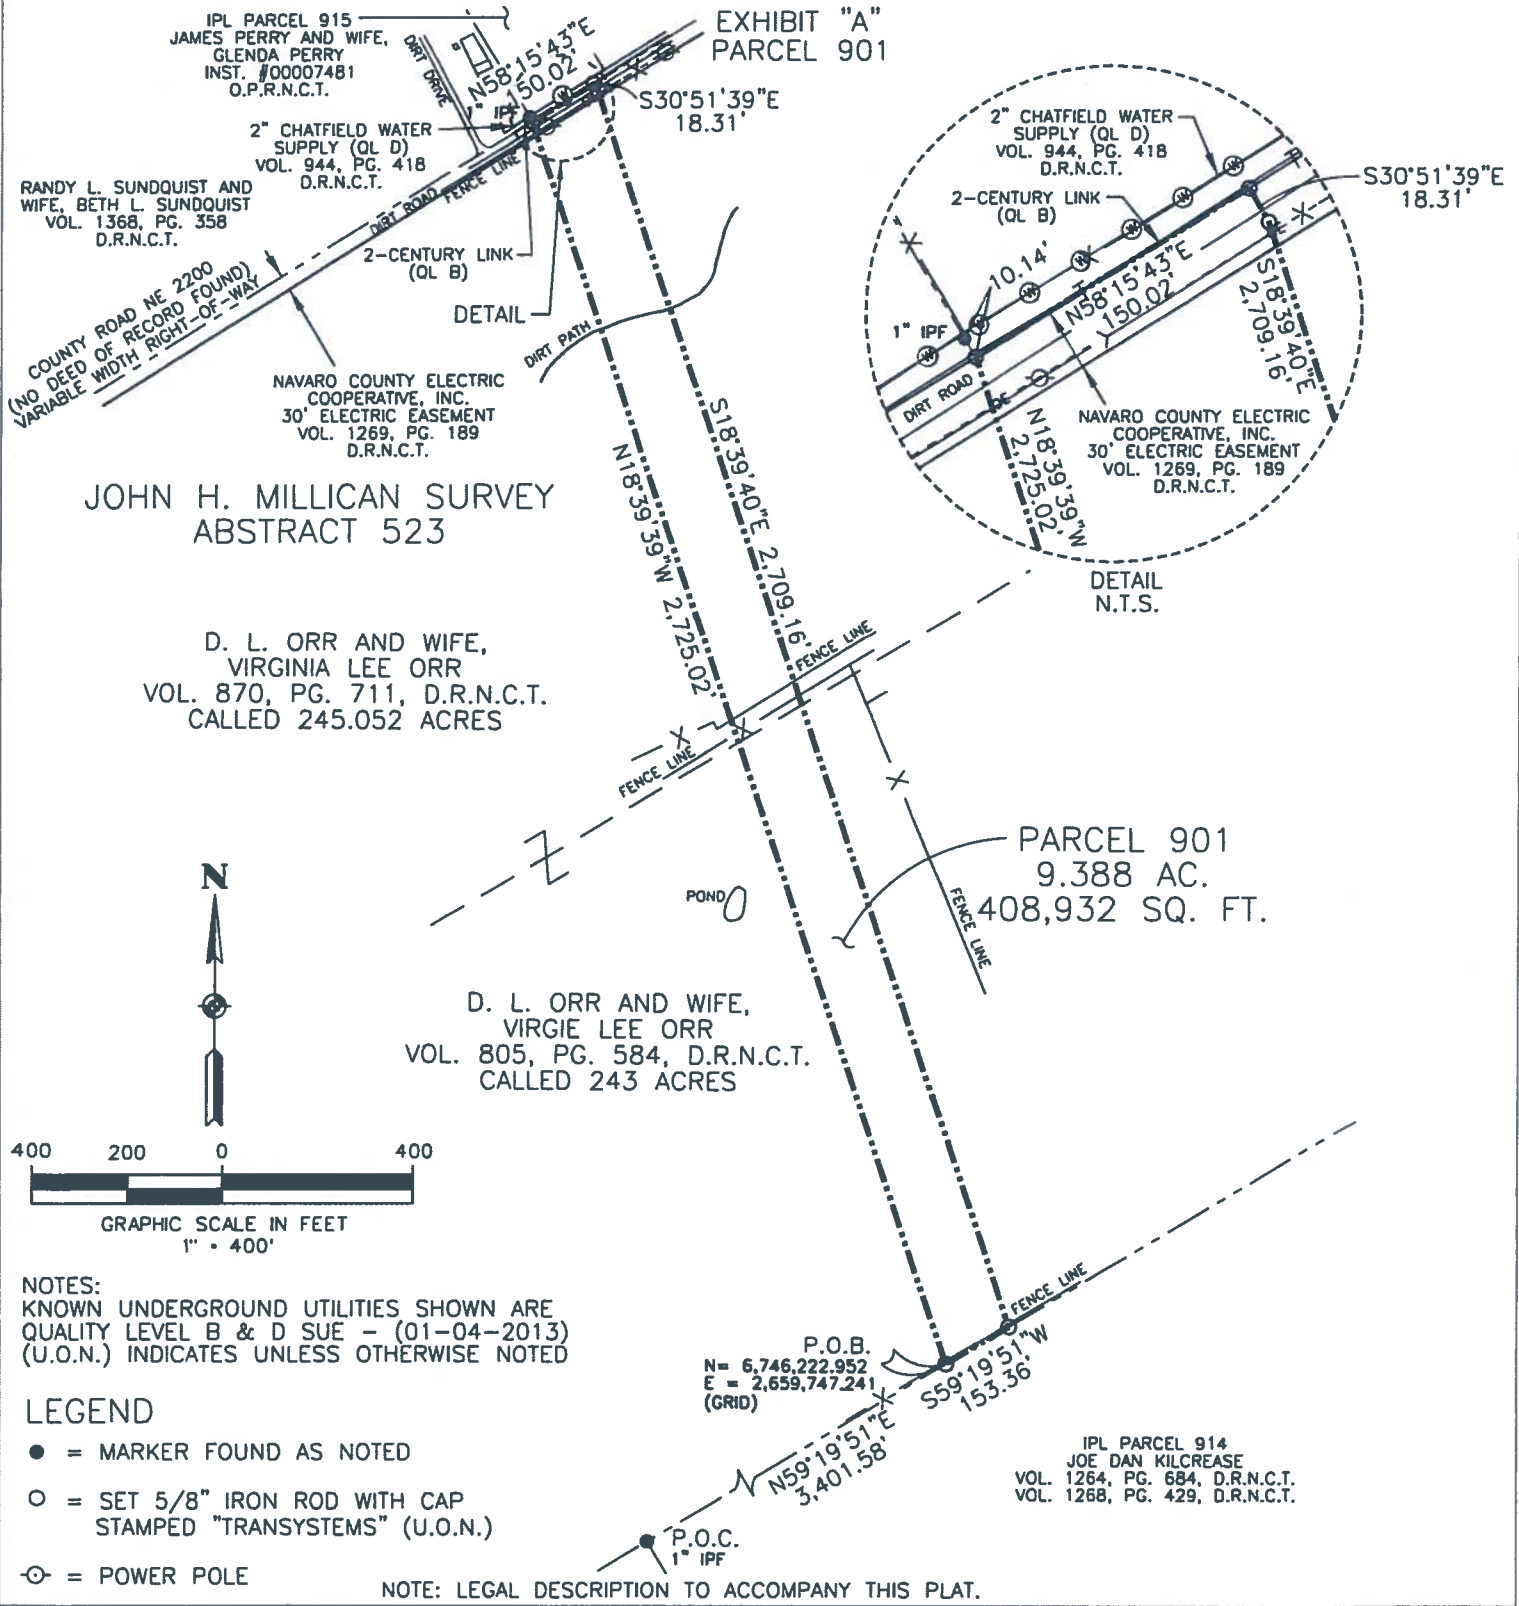 EXHIBIT "A"
PARCEL 901
IPL PARCEL 915
JAMES PERRY AND WIFE,
GLENDA PERRY
INST. #00007481
O.P.R.N.C.T.
DIRT DRIVE
N58°15'43"E
150.02'
1" IPF
S30°51'39"E
18.31'
2" CHATFIELD WATER
SUPPLY (QL D)
VOL. 944, PG. 418
D.R.N.C.T.
RANDY L. SUNDQUIST AND
WIFE, BETH L. SUNDQUIST
VOL. 1368, PG. 358
D.R.N.C.T.
DIRT ROAD
FENCE LINE
2-CENTURY LINK
(QL B)
DETAIL
DIRT PATH
COUNTY ROAD NE 2200
(NO DEED OF RECORD FOUND)
VARIABLE WIDTH RIGHT-OF-WAY
NAVARO COUNTY ELECTRIC
COOPERATIVE, INC.
30' ELECTRIC EASEMENT
VOL. 1269, PG. 189
D.R.N.C.T.
2" CHATFIELD WATER
SUPPLY (QL D)
VOL. 944, PG. 418
D.R.N.C.T.
2-CENTURY LINK
(QL B)
S30°51'39"E
18.31'
10.14'
1" IPF
W
W
W
W
W
W
W
N58°15'43"E
150.02'
S18°39'40"E
2,709.16'
DIRT ROAD
OE
N18°39'39"W
2,725.02'
NAVARO COUNTY ELECTRIC
COOPERATIVE, INC.
30' ELECTRIC EASEMENT
VOL. 1269, PG. 189
D.R.N.C.T.
DETAIL
N.T.S.
JOHN H. MILLICAN SURVEY
ABSTRACT 523
N18°39'39"W 2,725.02'
S18°39'40"E 2,709.16'
D. L. ORR AND WIFE,
VIRGINIA LEE ORR
VOL. 870, PG. 711, D.R.N.C.T.
CALLED 245.052 ACRES
FENCE LINE
FENCE LINE
PARCEL 901
9.388 AC.
408,932 SQ. FT.
FENCE LINE
POND
N
D. L. ORR AND WIFE,
VIRGIE LEE ORR
VOL. 805, PG. 584, D.R.N.C.T.
CALLED 243 ACRES
400 200 0 400
GRAPHIC SCALE IN FEET
1" = 400'
NOTES:
KNOWN UNDERGROUND UTILITIES SHOWN ARE
QUALITY LEVEL B & D SUE - (01-04-2013)
(U.O.N.) INDICATES UNLESS OTHERWISE NOTED
FENCE LINE
P.O.B.
N= 6,746,222.952
E = 2,659,747.241
(GRID)
S59°19'51"W
153.36'
N59°19'51"E
3,401.58'
IPL PARCEL 914
JOE DAN KILCREASE
VOL. 1264, PG. 684, D.R.N.C.T.
VOL. 1268, PG. 429, D.R.N.C.T.
P.O.C.
1" IPF
LEGEND
● = MARKER FOUND AS NOTED
○ = SET 5/8" IRON ROD WITH CAP
STAMPED "TRANSYSTEMS" (U.O.N.)
= POWER POLE
NOTE: LEGAL DESCRIPTION TO ACCOMPANY THIS PLAT.